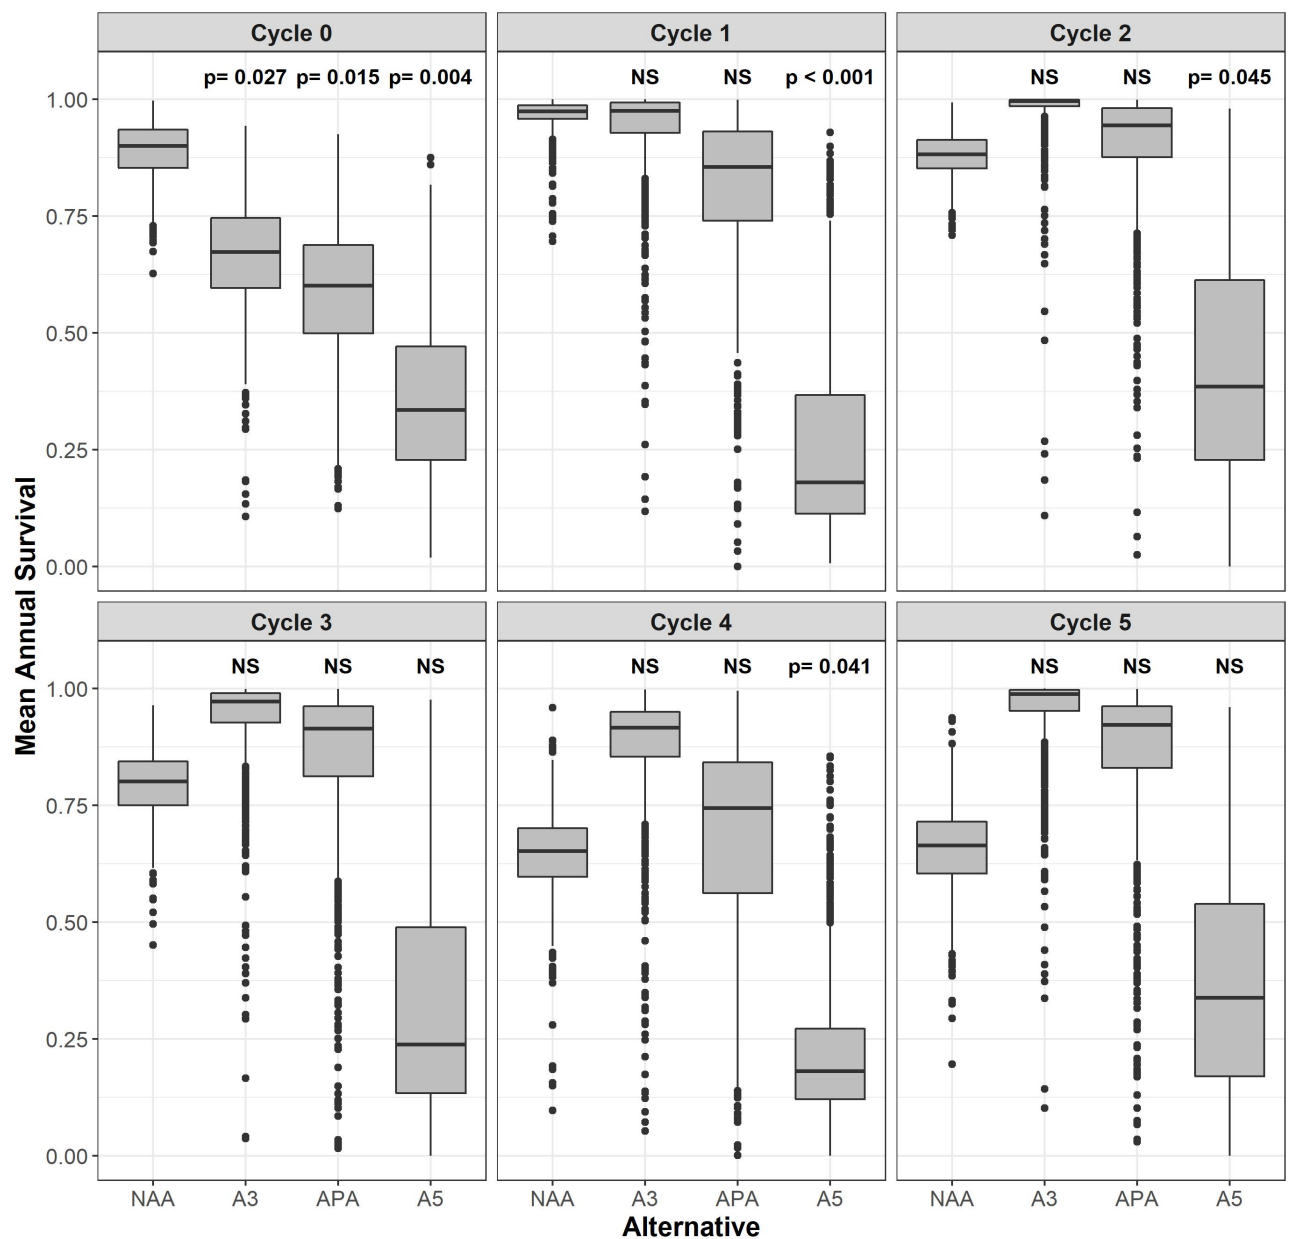 Cycle 0 Cycle 1 Cycle 2
p= 0.027 p= 0.015 p= 0.004 NS NS p < 0.001 NS NS p= 0.045
1.00
0.75
0.50
0.25
0.00
Mean Annual Survival
Cycle 3 Cycle 4 Cycle 5
NS NS NS NS NS p= 0.041 NS NS NS
1.00
0.75
0.50
0.25
0.00
NAA A3 APA A5 NAA A3 APA A5 NAA A3 APA A5
Alternative